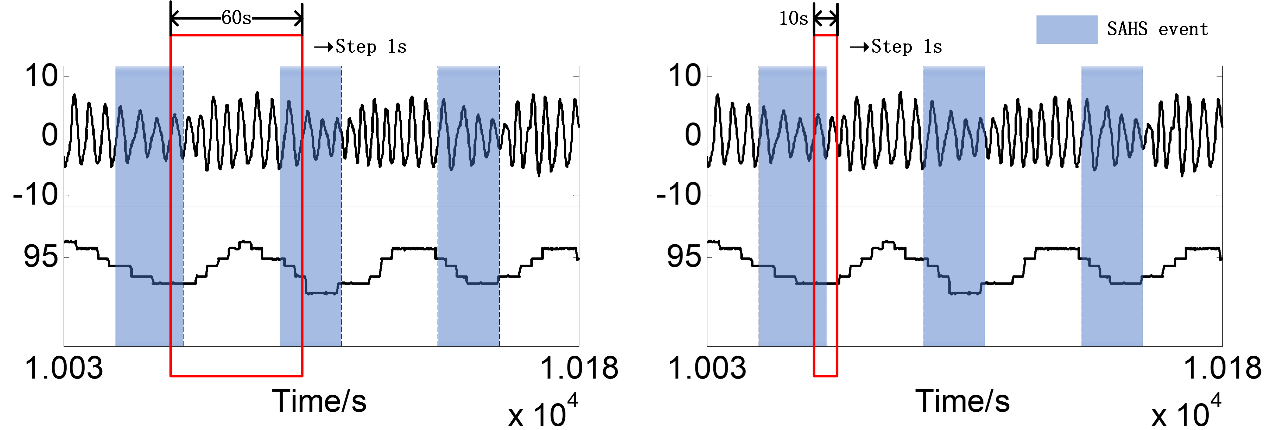 60s
→Step 1s
10
0
-10
95
1.003
1.018
Time/s
x 10^4
10s
→Step 1s
SAHS event
10
0
-10
95
1.003
1.018
Time/s
x 10^4